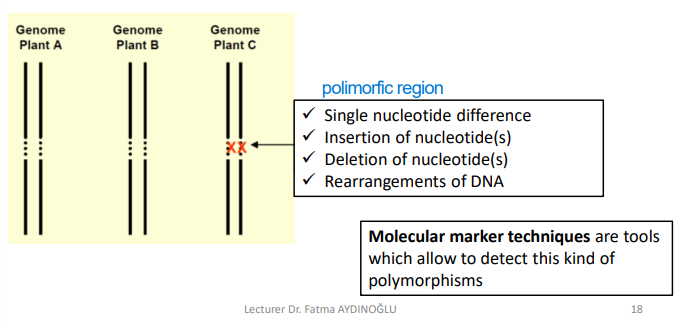 Genome Plant A
Genome Plant B
Genome Plant C
XX
polimorfic region
✓ Single nucleotide difference
✓ Insertion of nucleotide(s)
✓ Deletion of nucleotide(s)
✓ Rearrangements of DNA
Molecular marker techniques are tools
which allow to detect this kind of
polymorphisms
Lecturer Dr. Fatma AYDINOĞLU
18